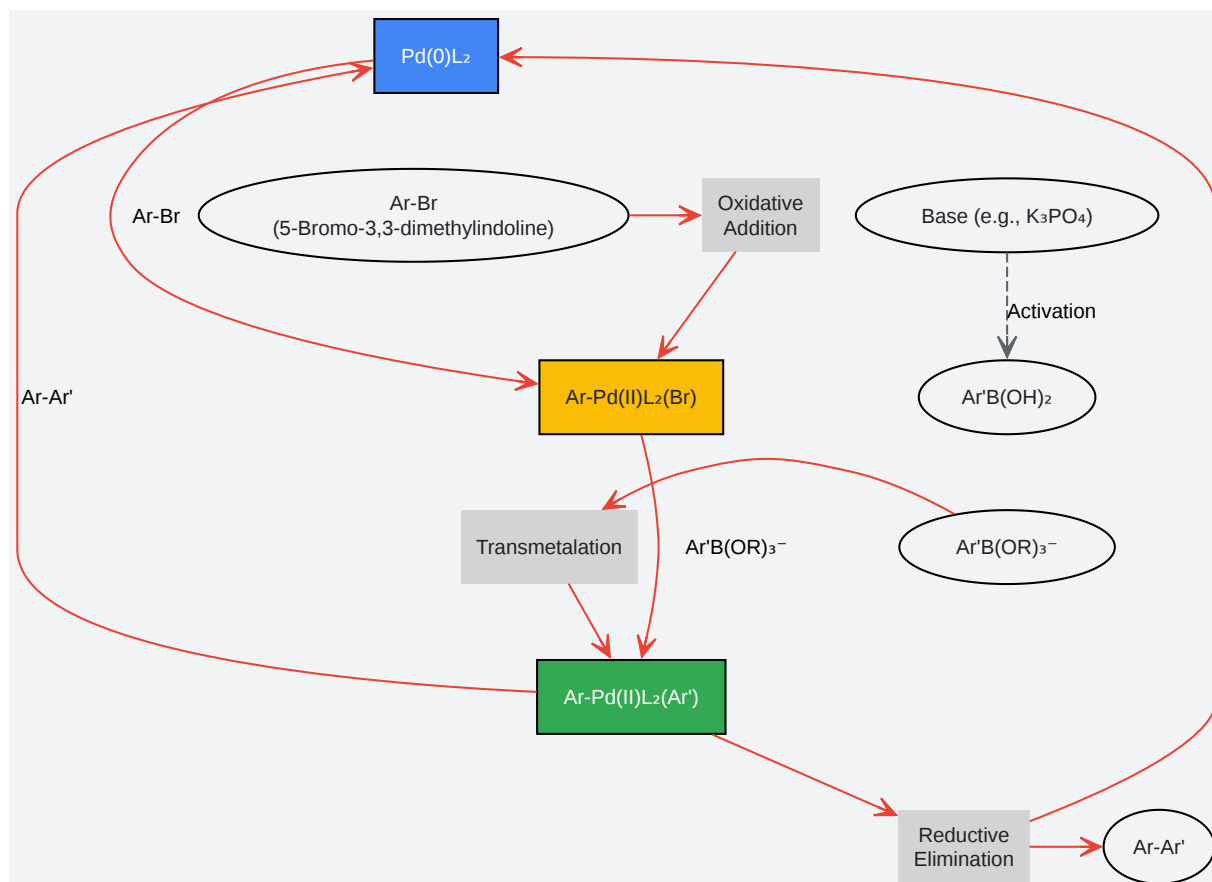 Pd(0)L₂
Ar-Br
Ar-Br
(5-Bromo-3,3-dimethylindoline)
Oxidative
Addition
Base (e.g., K₃PO₄)
Activation
Ar-Ar'
Ar-Pd(II)L₂(Br)
Ar'B(OH)₂
Transmetalation
Ar'B(OR)₃⁻
Ar'B(OR)₃⁻
Ar-Pd(II)L₂(Ar')
Reductive
Elimination
Ar-Ar'